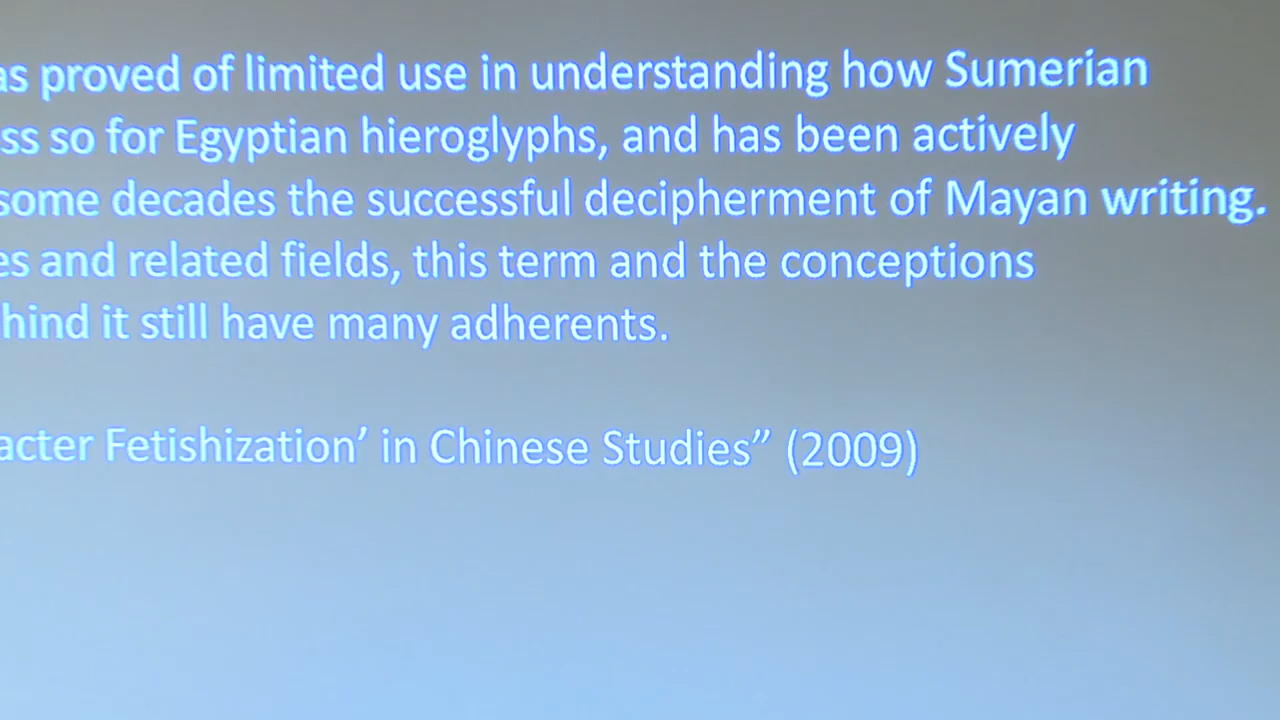 as proved of limited use in understanding how Sumerian
ss so for Egyptian hieroglyphs, and has been actively
some decades the successful decipherment of Mayan writing.
es and related fields, this term and the conceptions
hind it still have many adherents.
acter Fetishization’ in Chinese Studies” (2009)